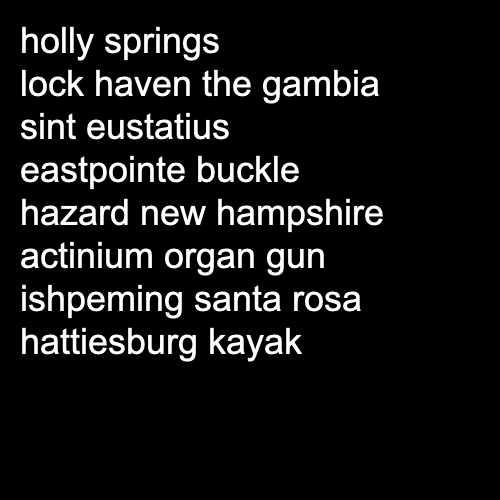 holly springs
lock haven the gambia
sint eustatius
eastpointe buckle
hazard new hampshire
actinium organ gun
ishpeming santa rosa
hattiesburg kayak